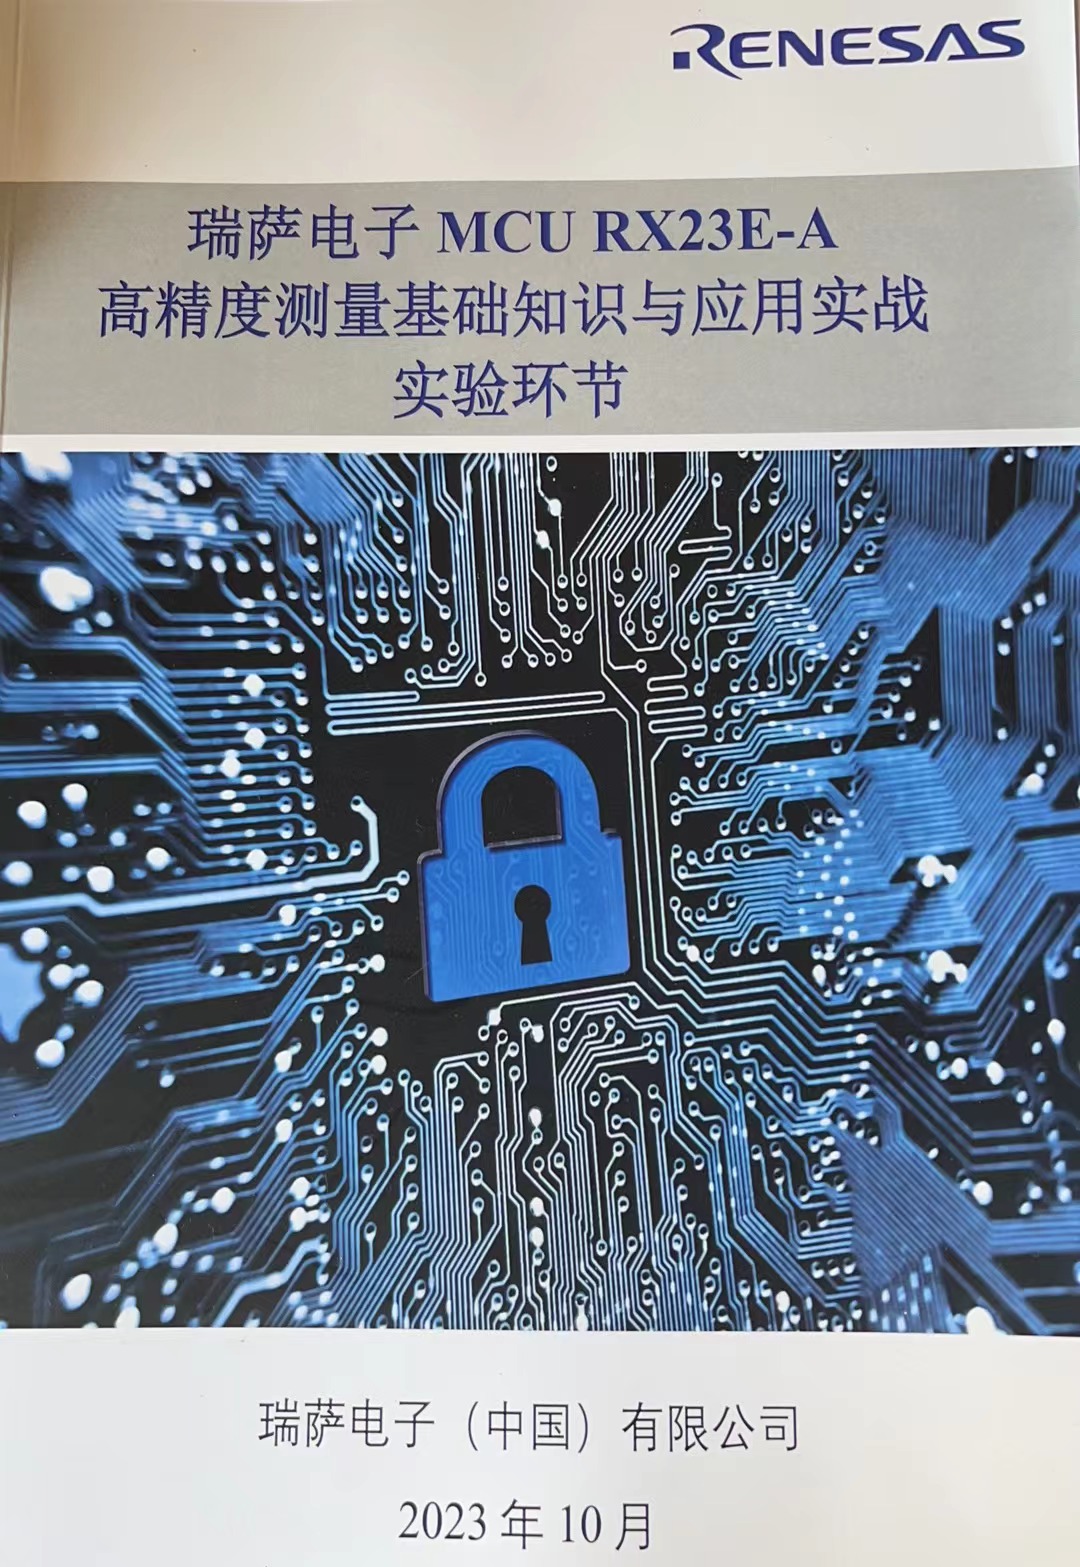 RENESAS
瑞萨电子 MCU RX23E-A
高精度测量基础知识与应用实战
实验环节
瑞萨电子（中国）有限公司
2023 年 10 月